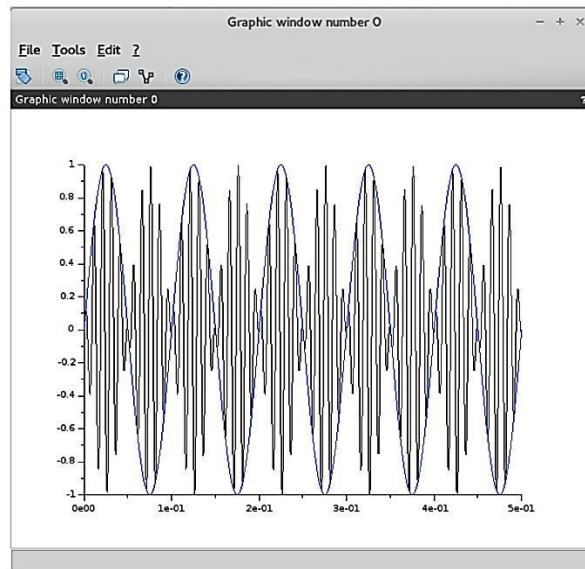 Graphic window number 0
File Tools Edit ?
Graphic window number 0 ?
1
0.8
0.6
0.4
0.2
0
-0.2
-0.4
-0.6
-0.8
-1
0e00 1e-01 2e-01 3e-01 4e-01 5e-01